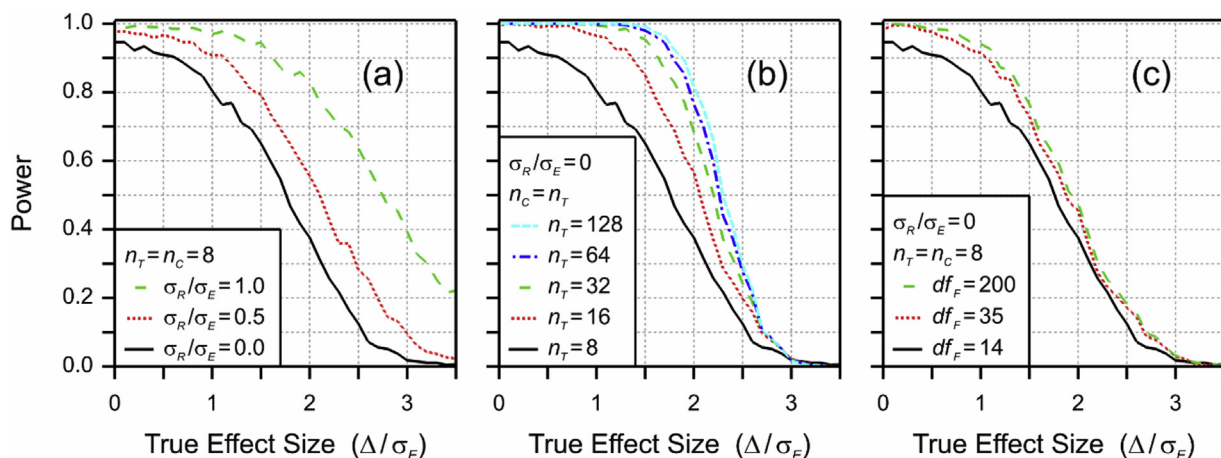 Power
1.0
0.8
0.6
0.4
0.2
0.0
(a)
n_T = n_C = 8
σ_R/σ_E = 1.0
σ_R/σ_E = 0.5
σ_R/σ_E = 0.0
0 1 2 3
True Effect Size (Δ/σ_E)
(b)
σ_R/σ_E = 0
n_C = n_T
n_T = 128
n_T = 64
n_T = 32
n_T = 16
n_T = 8
0 1 2 3
True Effect Size (Δ/σ_E)
(c)
σ_R/σ_E = 0
n_T = n_C = 8
df_F = 200
df_F = 35
df_F = 14
0 1 2 3
True Effect Size (Δ/σ_E)